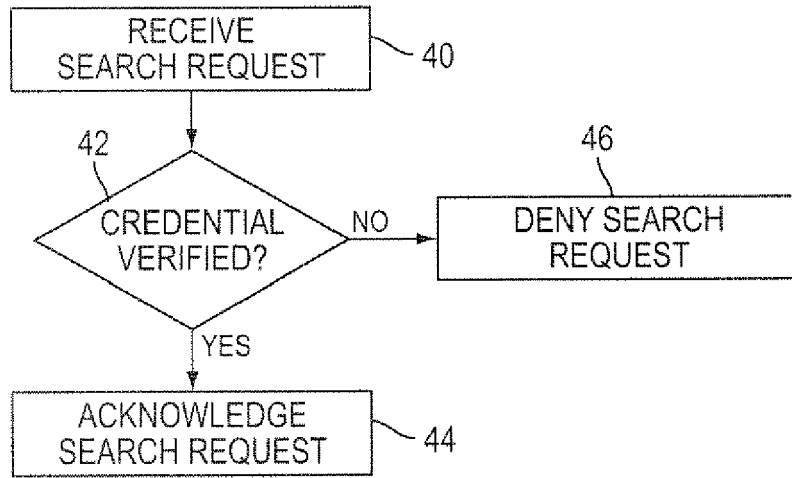 RECEIVE
SEARCH REQUEST
40
42
CREDENTIAL
VERIFIED?
NO
46
DENY SEARCH
REQUEST
YES
ACKNOWLEDGE
SEARCH REQUEST
44